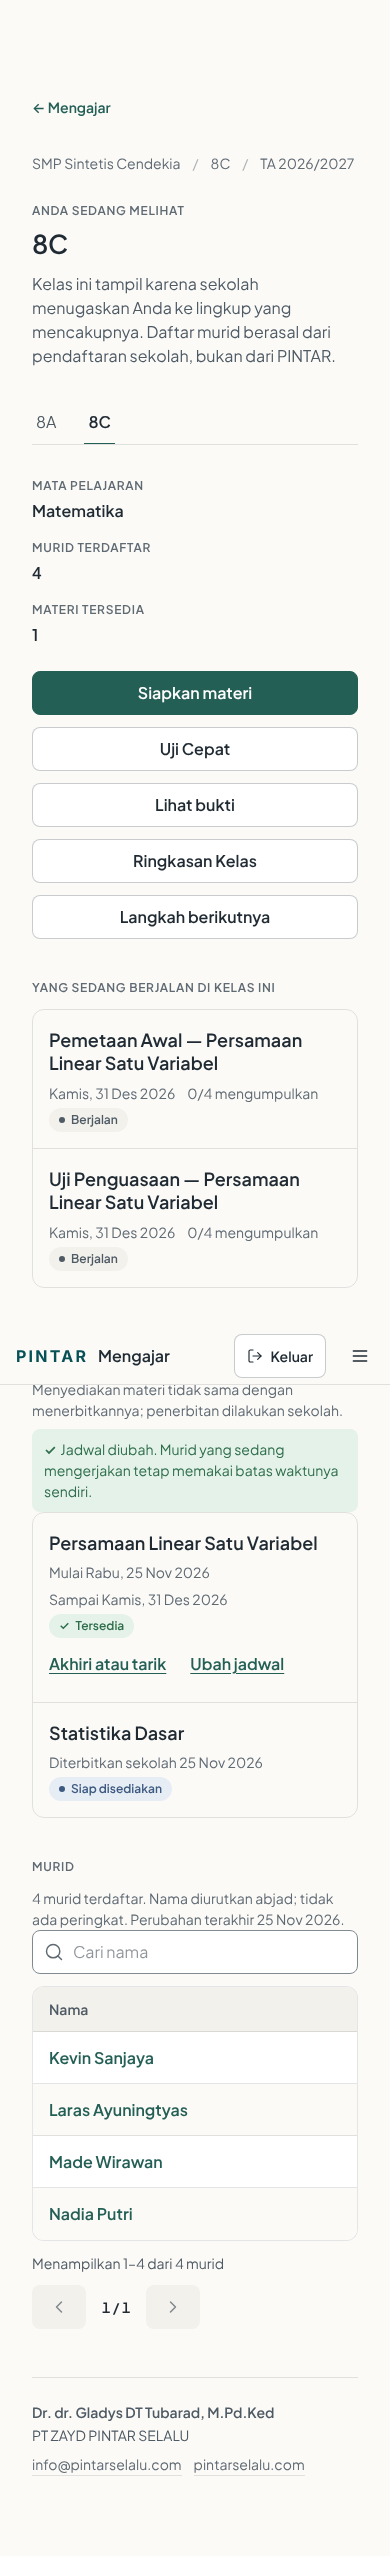 ← Mengajar
SMP Sintetis Cendekia / 8C / TA 2026/2027
ANDA SEDANG MELIHAT
8C
Kelas ini tampil karena sekolah
menugaskan Anda ke lingkup yang
mencakupnya. Daftar murid berasal dari
pendaftaran sekolah, bukan dari PINTAR.
8A 8C
MATA PELAJARAN
Matematika
MURID TERDAFTAR
4
MATERI TERSEDIA
1
Siapkan materi
Uji Cepat
Lihat bukti
Ringkasan Kelas
Langkah berikutnya
YANG SEDANG BERJALAN DI KELAS INI
Pemetaan Awal — Persamaan
Linear Satu Variabel
Kamis, 31 Des 2026 0/4 mengumpulkan
Berjalan
Uji Penguasaan — Persamaan
Linear Satu Variabel
Kamis, 31 Des 2026 0/4 mengumpulkan
Berjalan
PINTAR Mengajar Keluar
Menyediakan materi tidak sama dengan
menerbitkannya; penerbitan dilakukan sekolah.
✓ Jadwal diubah. Murid yang sedang
mengerjakan tetap memakai batas waktunya
sendiri.
Persamaan Linear Satu Variabel
Mulai Rabu, 25 Nov 2026
Sampai Kamis, 31 Des 2026
✓ Tersedia
Akhiri atau tarik Ubah jadwal
Statistika Dasar
Diterbitkan sekolah 25 Nov 2026
Siap disediakan
MURID
4 murid terdaftar. Nama diurutkan abjad; tidak
ada peringkat. Perubahan terakhir 25 Nov 2026.
Cari nama
Nama
Kevin Sanjaya
Laras Ayuningtyas
Made Wirawan
Nadia Putri
Menampilkan 1–4 dari 4 murid
1/1
Dr. dr. Gladys DT Tubarad, M.Pd.Ked
PT ZAYD PINTAR SELALU
info@pintarselalu.com pintarselalu.com